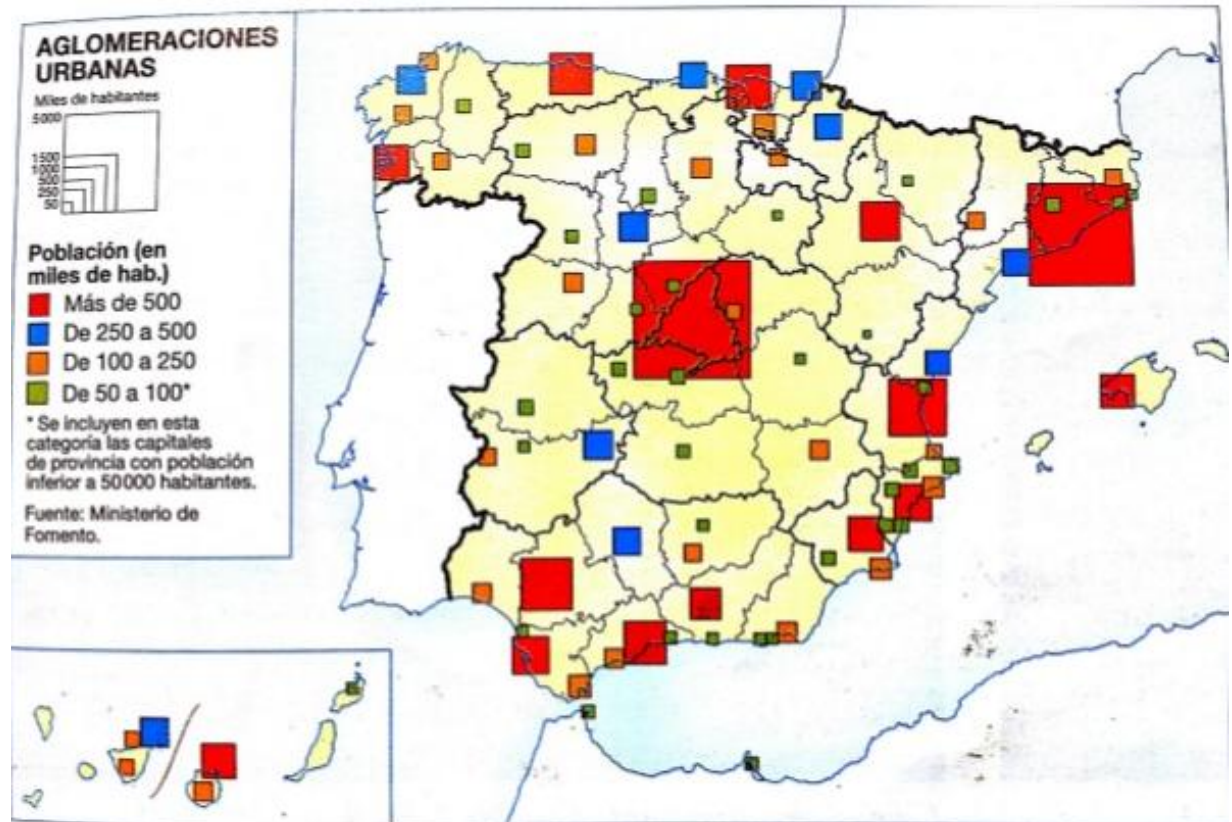 AGLOMERACIONES
URBANAS
Miles de habitantes
5000
1500
1000
500
250
50
Población (en
miles de hab.)
Más de 500
De 250 a 500
De 100 a 250
De 50 a 100*
* Se incluyen en esta
categoría las capitales
de provincia con población
inferior a 50000 habitantes.
Fuente: Ministerio de
Fomento.